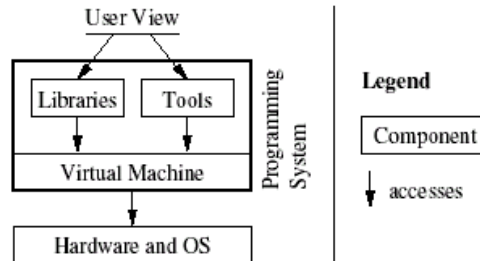 User View
Libraries
Tools
Virtual Machine
Hardware and OS
Programming
System
Legend
Component
accesses